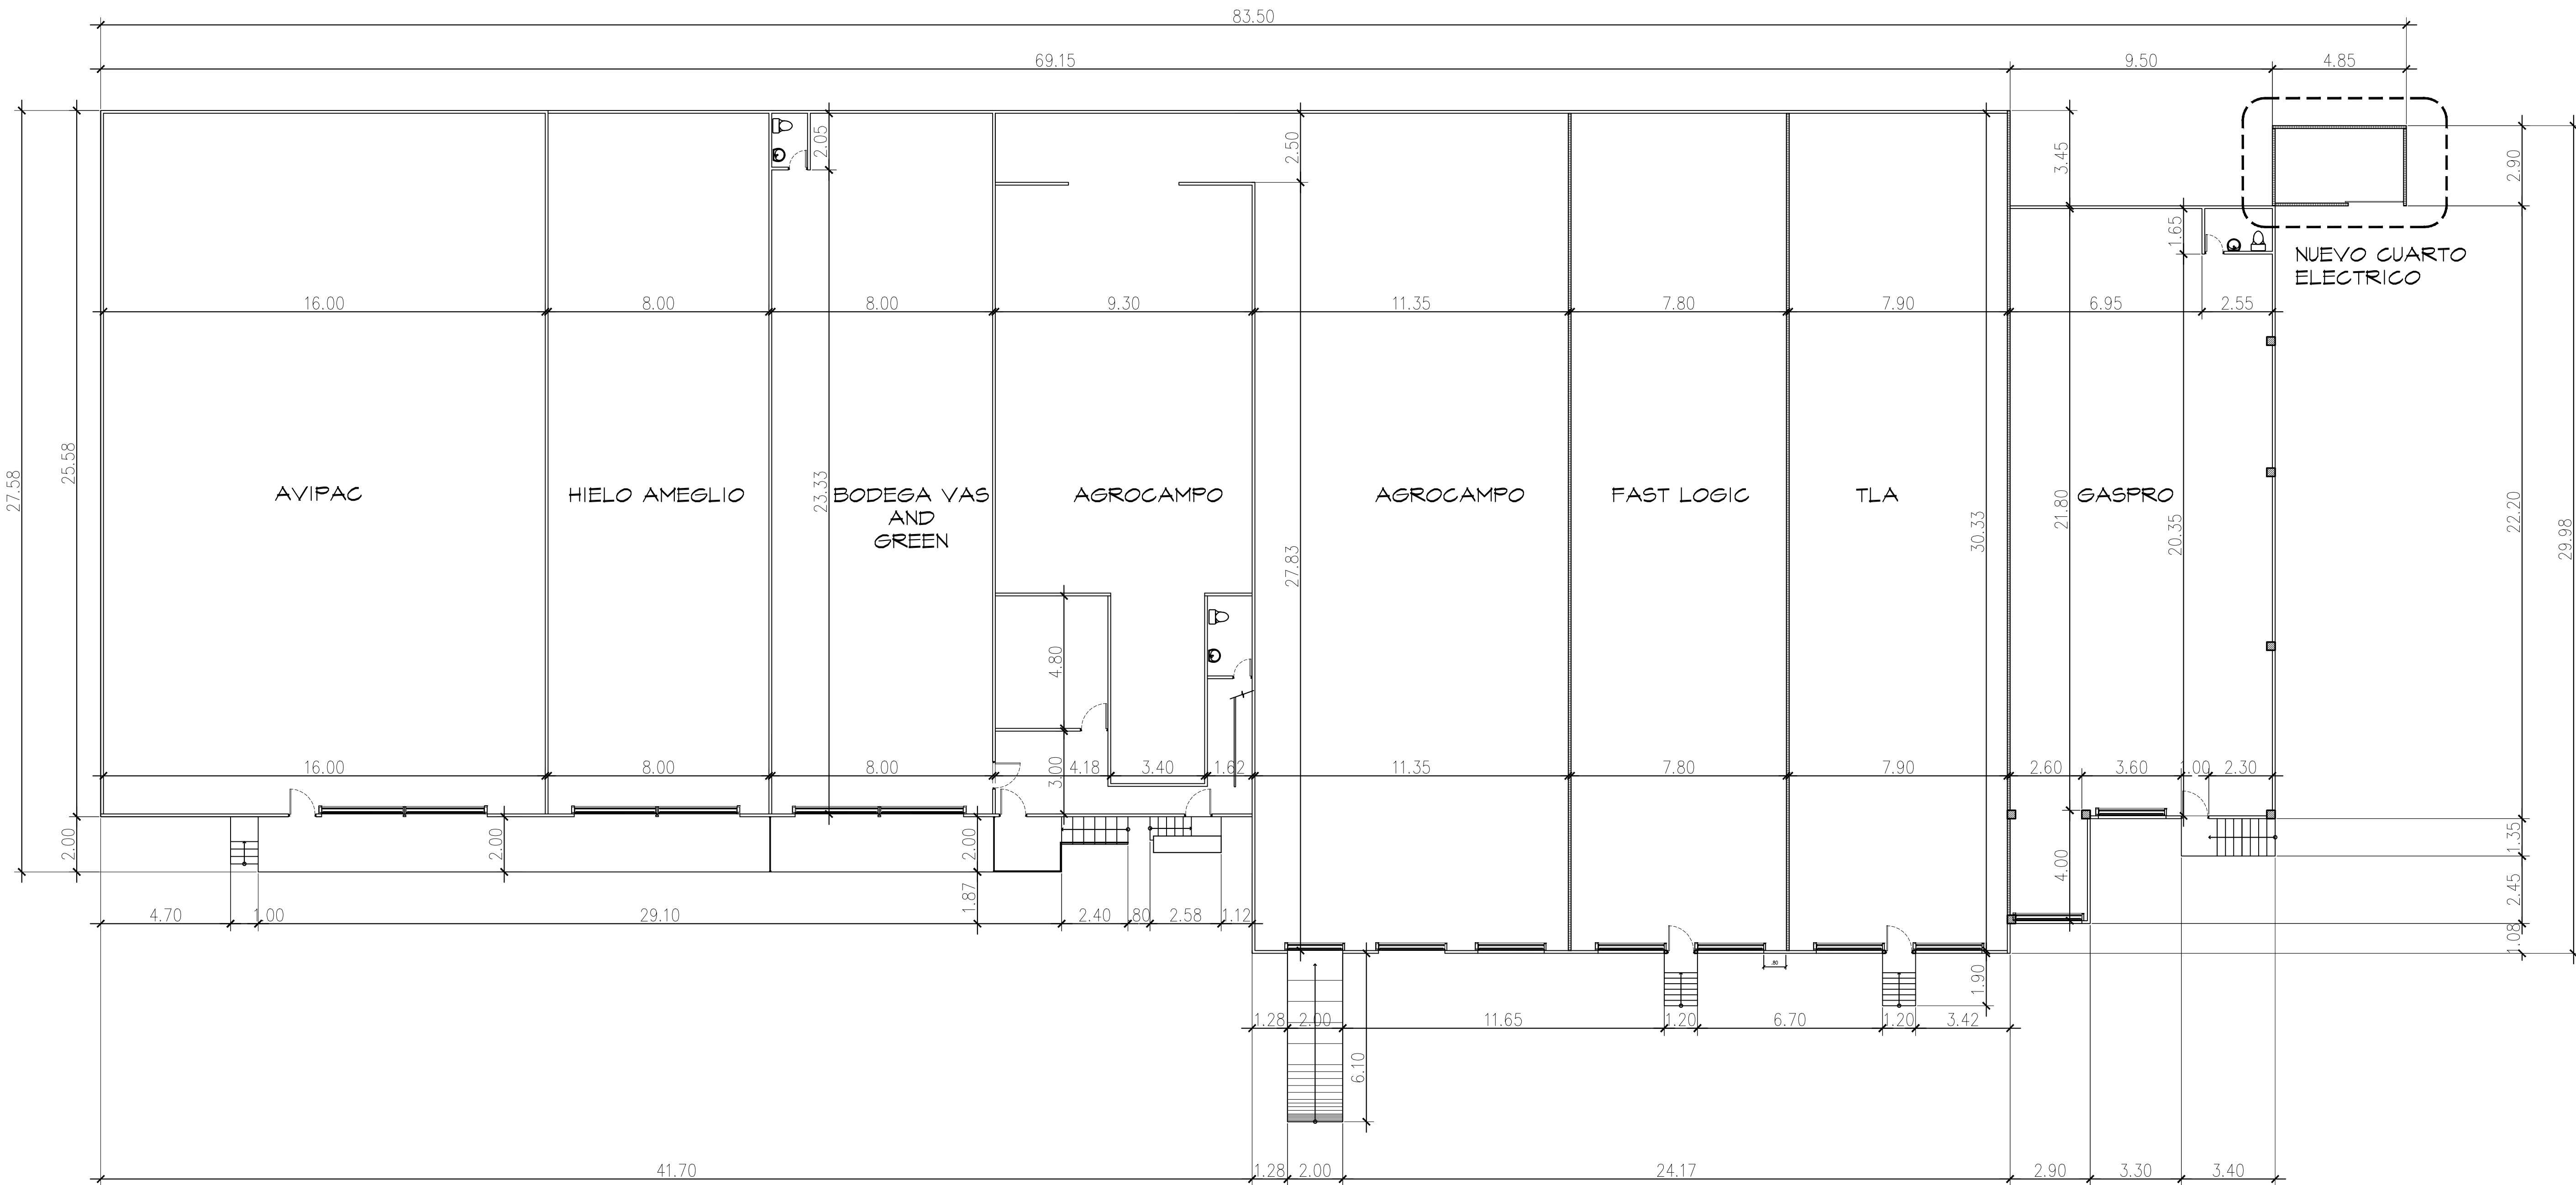 83.50
69.15 9.50 4.85
2.05
2.50
3.45
2.90
1.65
NUEVO CUARTO
ELECTRICO
16.00 8.00 8.00 9.30 11.35 7.80 7.90 6.95 2.55
27.58
25.58
AVIPAC
HIELO AMEGLIO
23.33
BODEGA VAS
AND
GREEN
AGROCAMPO
27.83
AGROCAMPO
FAST LOGIC
TLA
30.33
21.80
GASPRO
20.35
22.20
29.98
4.80
16.00 8.00 8.00 3.00 4.18 3.40 1.62 11.35 7.80 7.90 2.60 3.60 1.00 2.30
2.00
2.00
2.00
1.87
4.00
1.35
2.45
1.08
4.70 1.00 29.10 2.40 .80 2.58 1.12
.80
1.90
1.28 2.00 11.65 1.20 6.70 1.20 3.42
6.10
41.70 1.28 2.00 24.17 2.90 3.30 3.40